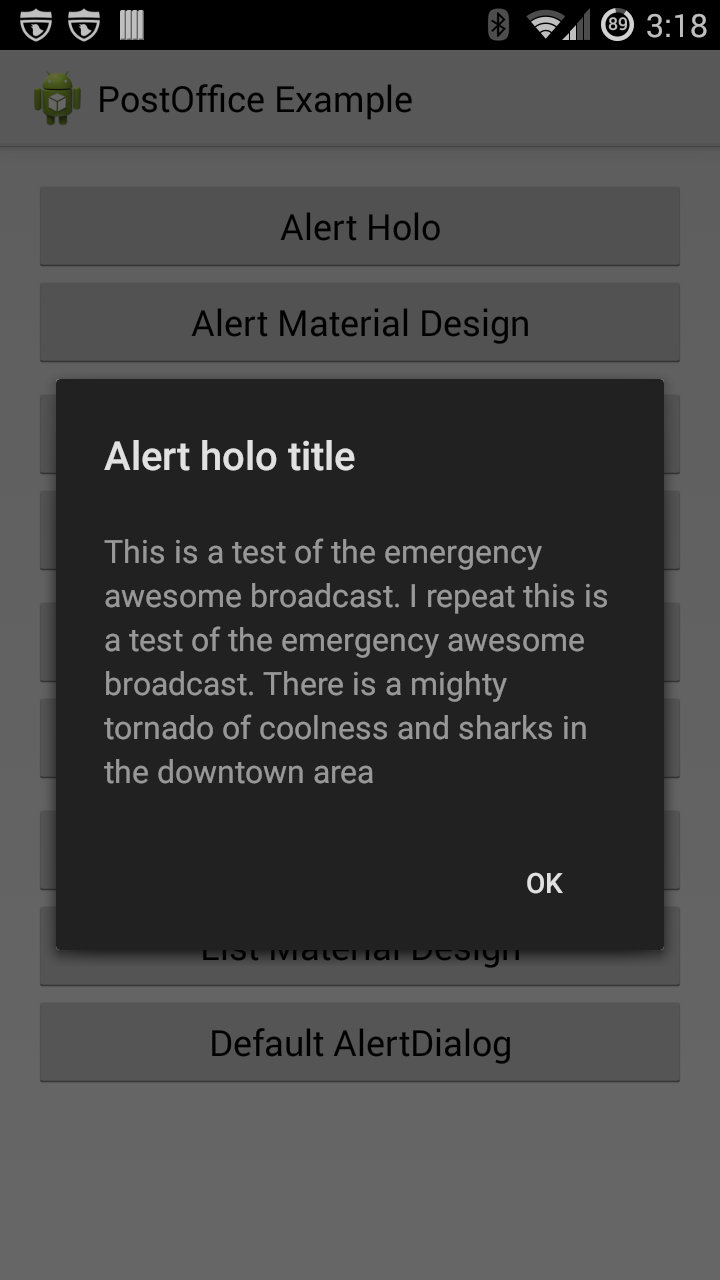 89 3:18
PostOffice Example
Alert Holo
Alert Material Design
Alert holo title
This is a test of the emergency
awesome broadcast. I repeat this is
a test of the emergency awesome
broadcast. There is a mighty
tornado of coolness and sharks in
the downtown area
OK
List Material Design
Default AlertDialog